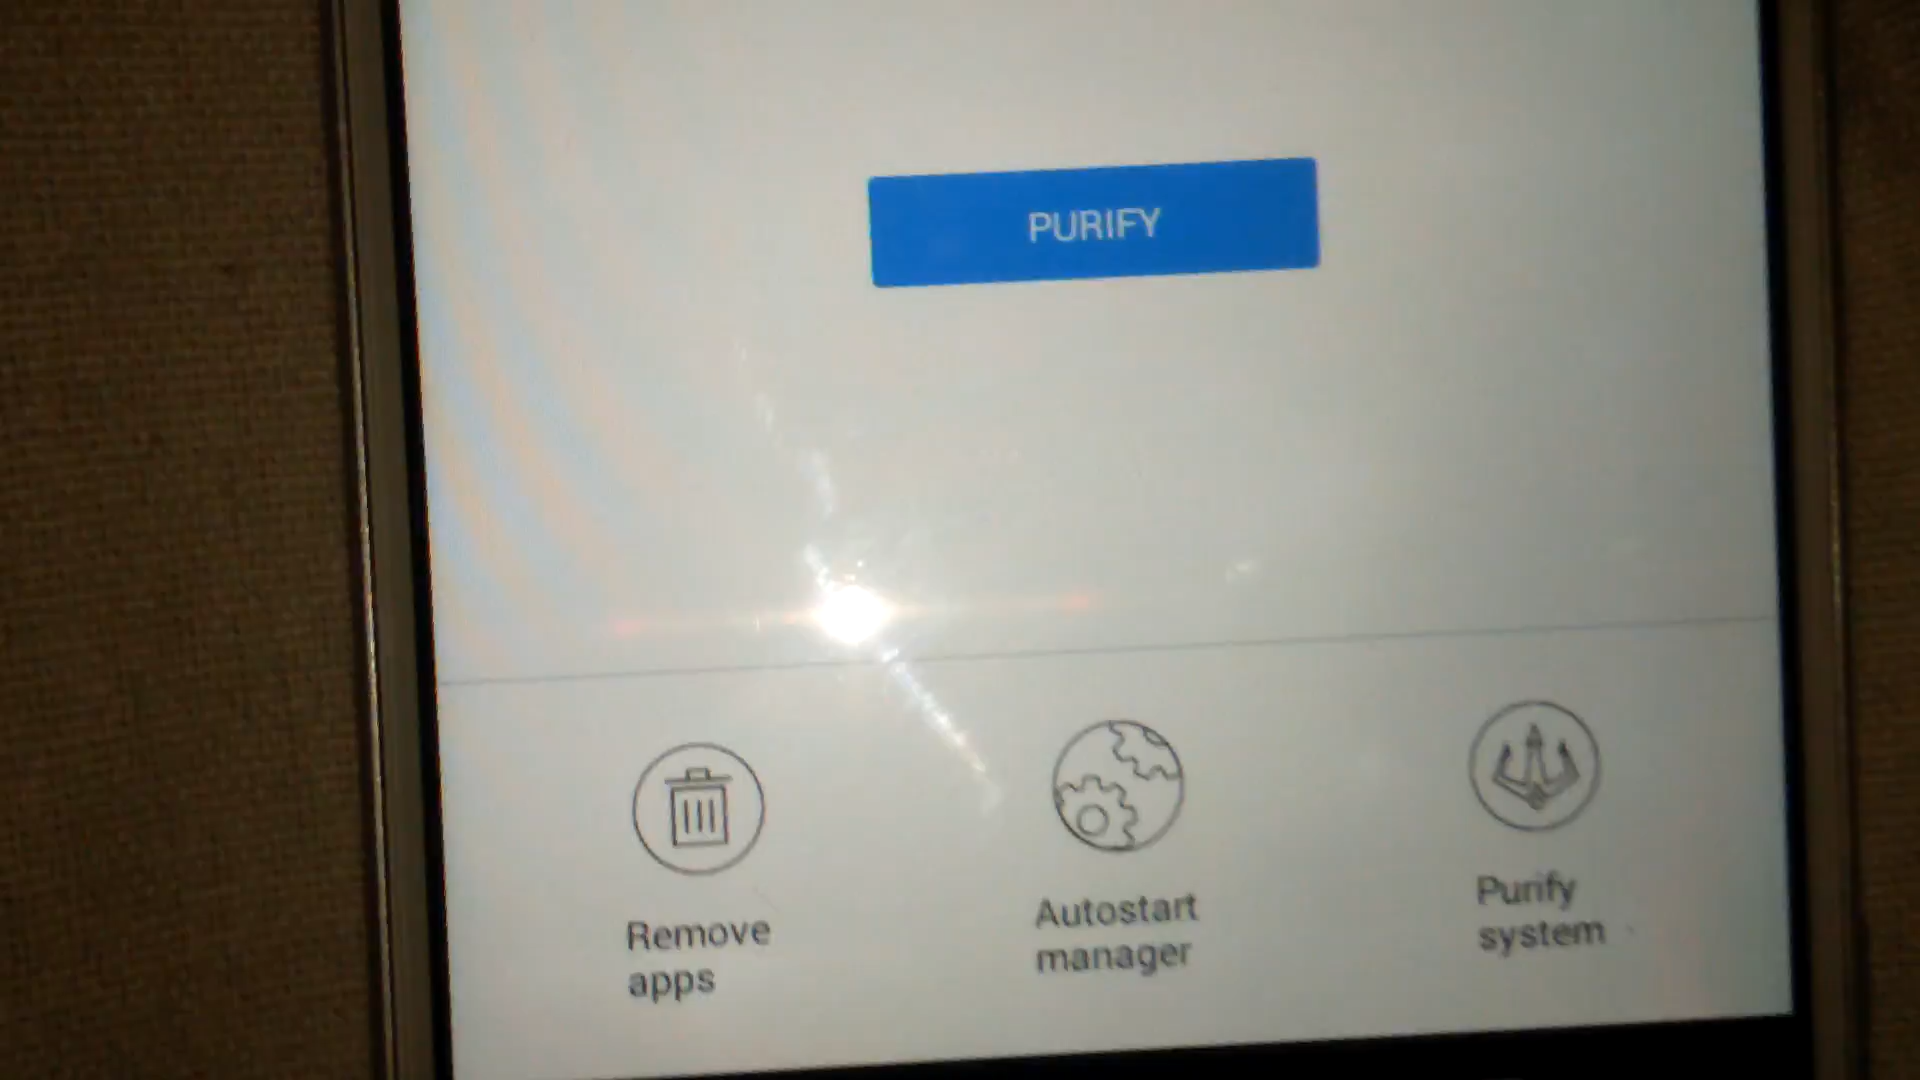 PURIFY
Remove
apps
Autostart
manager
Purify
system